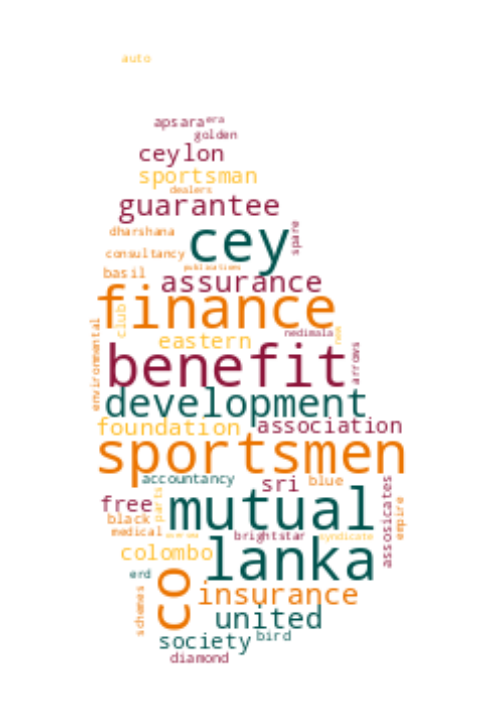 auto
apsara
era
golden
ceylon
sportsman
dealers
guarantee
dharshana
spare
cey
consultancy
publications
basil
assurance
finance
club
environmental
eastern
nedimala
new
benefit
arrows
development
foundation
association
sportsmen
accountancy
sri
blue
assosicates
free
parts
mutual
empire
black
medical
brightstar
syndicate
colombo
lanka
erd
co
schemes
insurance
united
society
bird
diamond